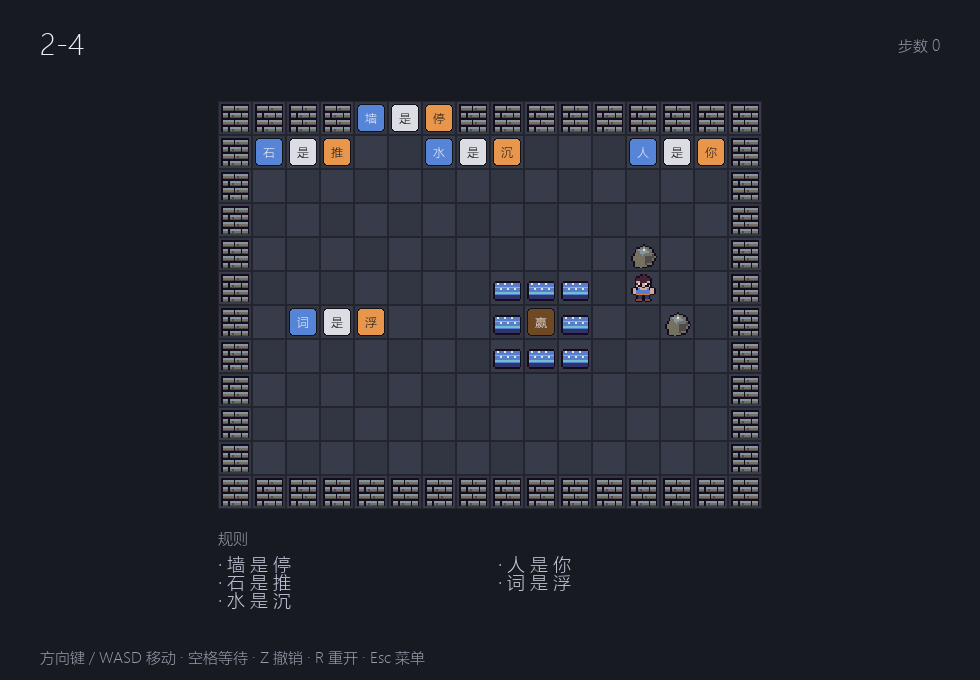 2-4
步数 0
墙 是 停
石 是 推 水 是 沉 人 是 你
词 是 浮 赢
规则
· 墙 是 停
· 石 是 推
· 水 是 沉
· 人 是 你
· 词 是 浮
方向键 / WASD 移动 · 空格等待 · Z 撤销 · R 重开 · Esc 菜单